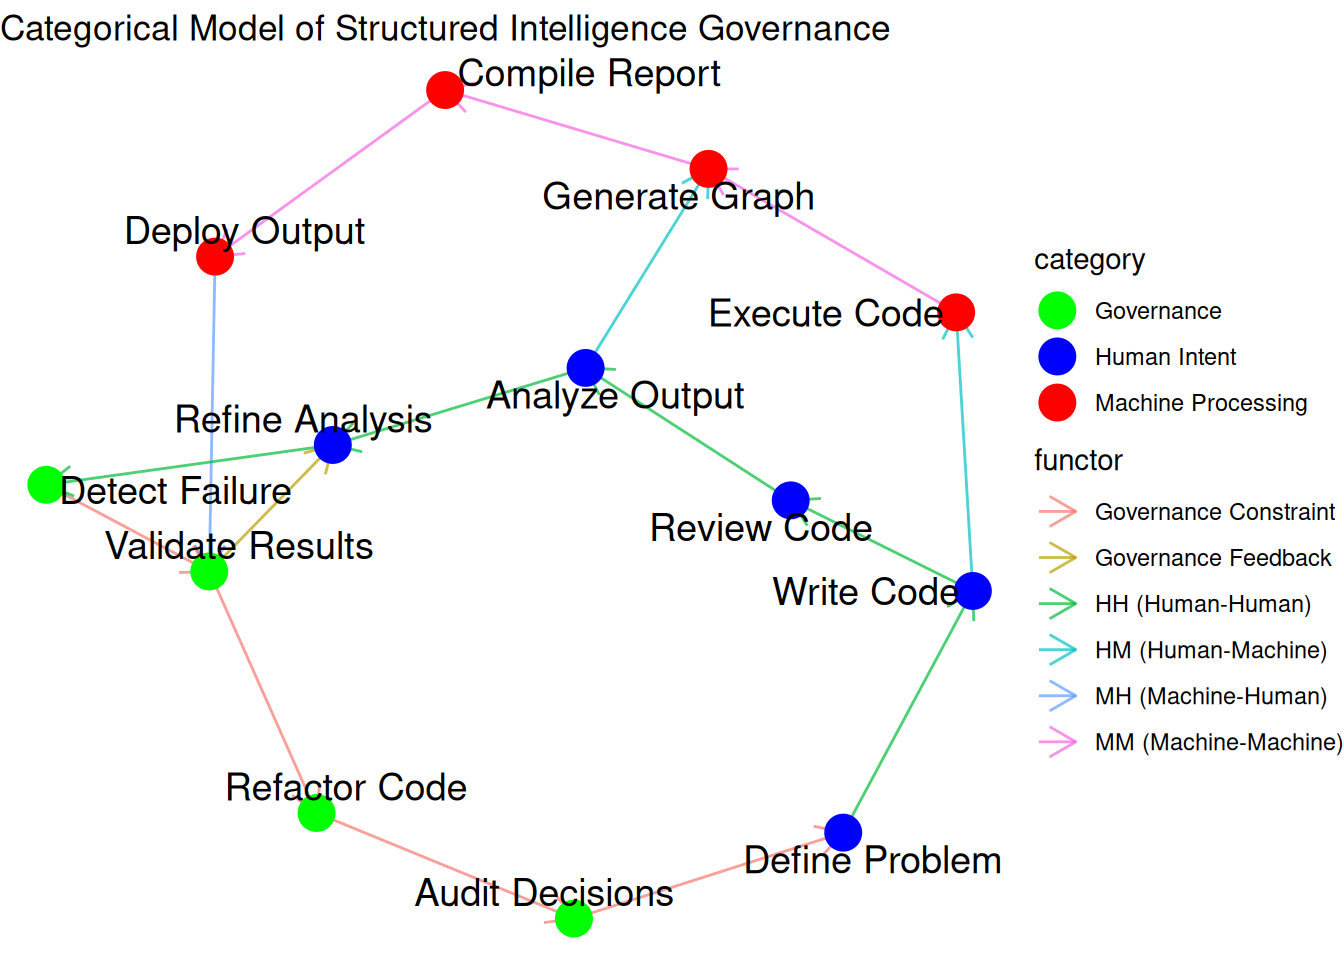 Categorical Model of Structured Intelligence Governance
Compile Report
Generate Graph
Deploy Output
Execute Code
Analyze Output
Refine Analysis
Detect Failure
Review Code
Validate Results
Write Code
Refactor Code
Define Problem
Audit Decisions
category
Governance
Human Intent
Machine Processing
functor
Governance Constraint
Governance Feedback
HH (Human-Human)
HM (Human-Machine)
MH (Machine-Human)
MM (Machine-Machine)